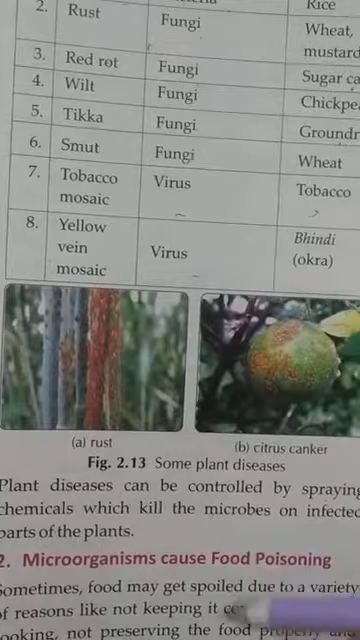 Rice
2. Rust Fungi Wheat,
mustard
3. Red rot Fungi Sugar
4. Wilt Fungi
5. Tikka Fungi
6. Smut Fungi Wheat
7. Tobacco Virus Tobacco
mosaic
8. Yellow Bhindi
vein Virus (okra)
mosaic
(a) rust (b) citrus canker
Fig. 2.13 Some plant diseases
Plant diseases can be controlled by spraying
chemicals which kill the microbes on infected
parts of the plants.
2. Microorganisms cause Food Poisoning
Sometimes, food may get spoiled due to a variety
of reasons like not keeping it
not preserving the food